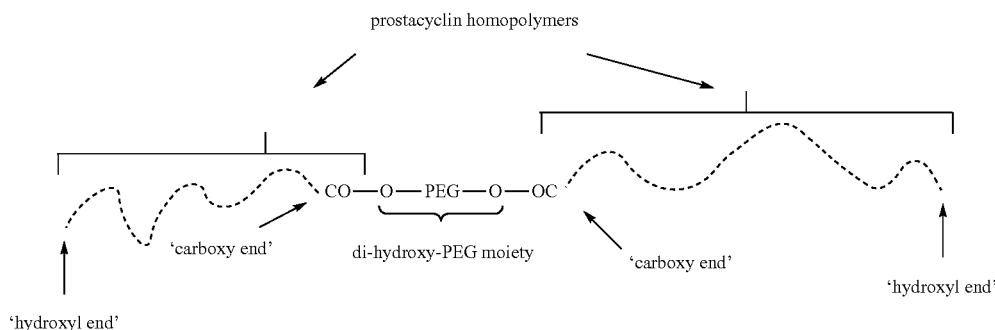 prostacyclin homopolymers
CO—O—PEG—O—OC
'carboxy end'
di-hydroxy-PEG moiety
'carboxy end'
'hydroxyl end'
'hydroxyl end'